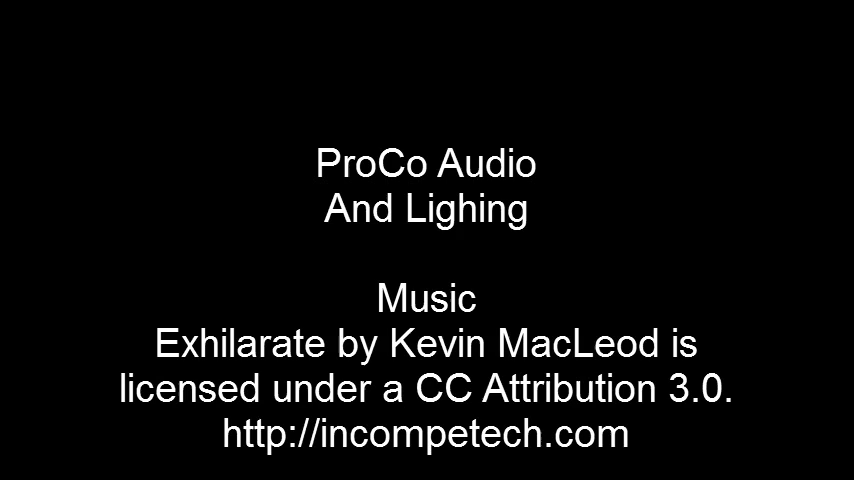 ProCo Audio
And Lighing
Music
Exhilarate by Kevin MacLeod is
licensed under a CC Attribution 3.0.
http://incompetech.com